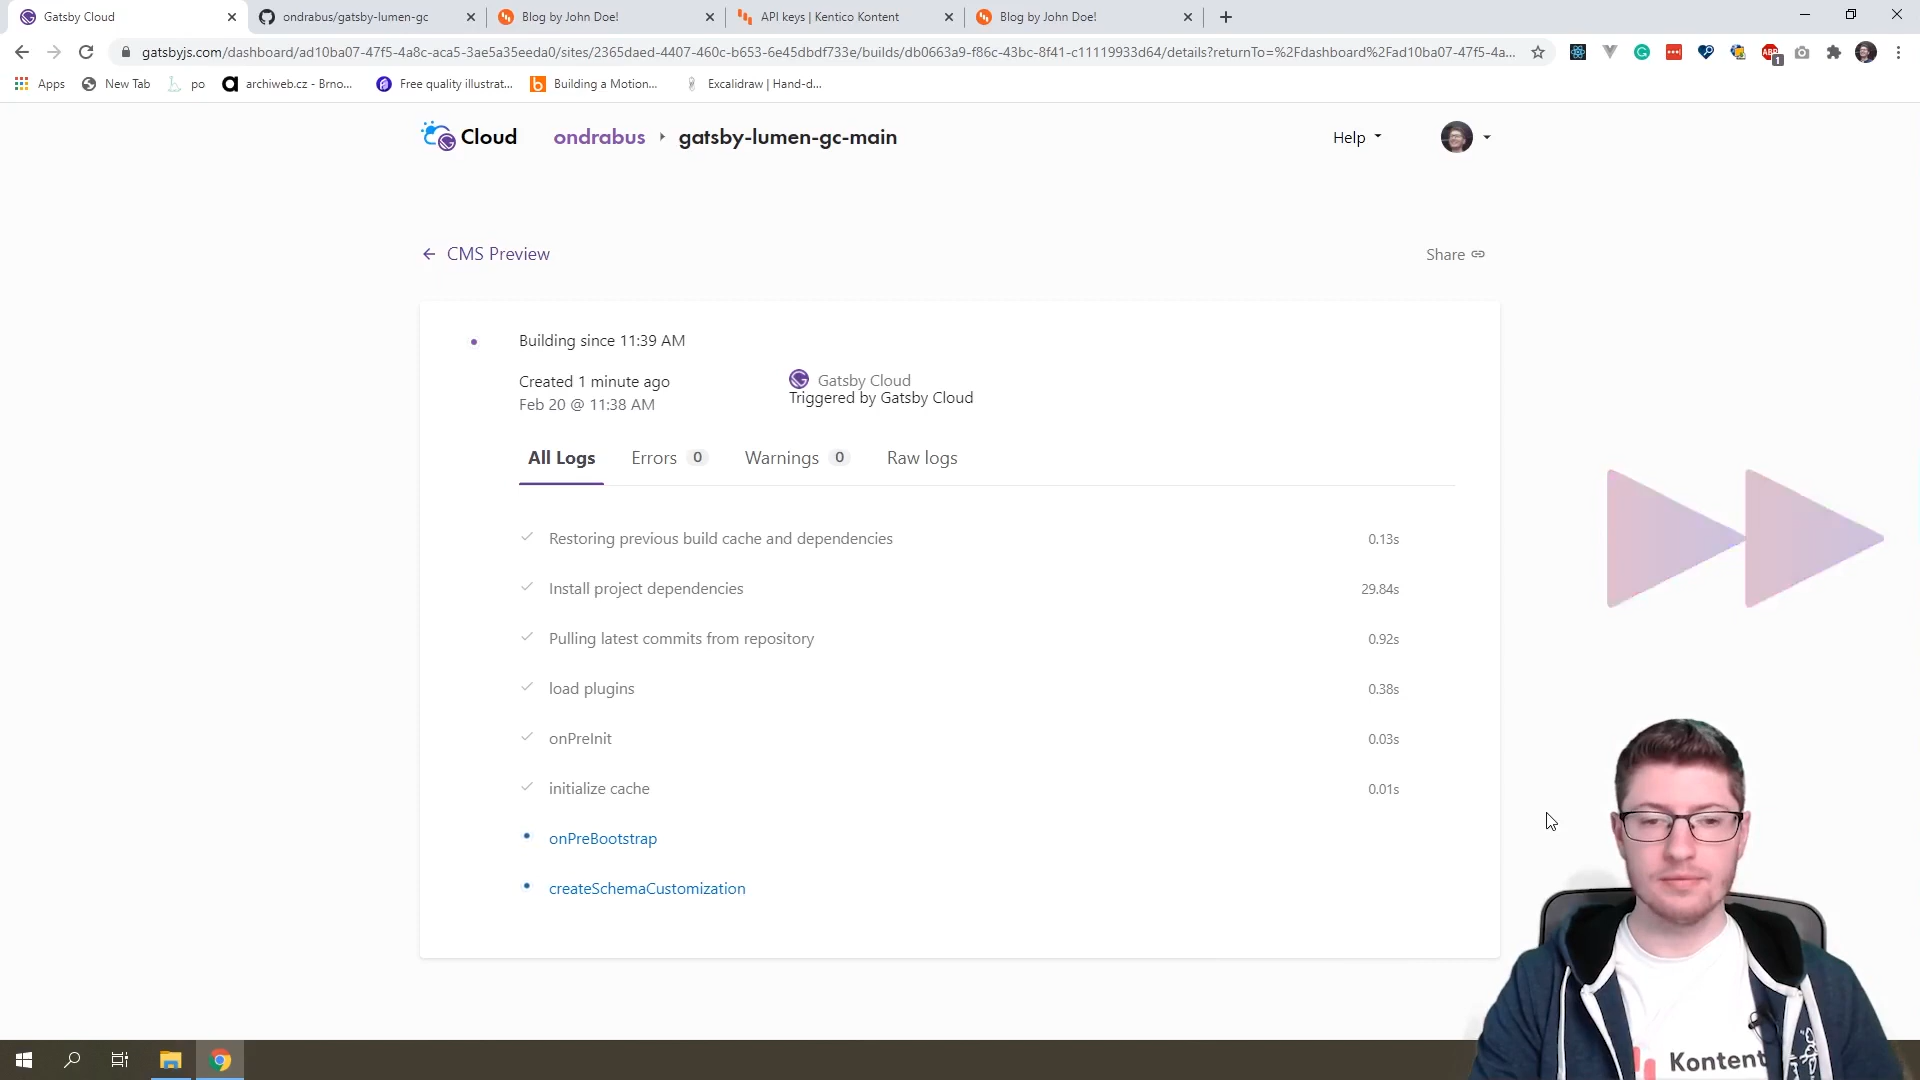 Gatsby Cloud
ondrabus/gatsby-lumen-gc
Blog by John Doe!
API keys | Kentico Kontent
Blog by John Doe!
gatsbyjs.com/dashboard/ad10ba07-47f5-4a8c-aca5-3ae5a35eeda0/sites/2365daed-4407-460c-b653-6e45dbdf733e/builds/db0663a9-f86c-43bc-8f41-c11119933d64/details?returnTo=%2Fdashboard%2Fad10ba07-47f5-4a...
ABP
1
Apps
New Tab
po
archiweb.cz - Brno...
Free quality illustrat...
Building a Motion...
Excalidraw | Hand-d...
Cloud
ondrabus
gatsby-lumen-gc-main
Help
CMS Preview
Share
Building since 11:39 AM
Created 1 minute ago
Feb 20 @ 11:38 AM
Gatsby Cloud
Triggered by Gatsby Cloud
All Logs
Errors 0
Warnings 0
Raw logs
Restoring previous build cache and dependencies 0.13s
Install project dependencies 29.84s
Pulling latest commits from repository 0.92s
load plugins 0.38s
onPreInit 0.03s
initialize cache 0.01s
onPreBootstrap
createSchemaCustomization
Kontent